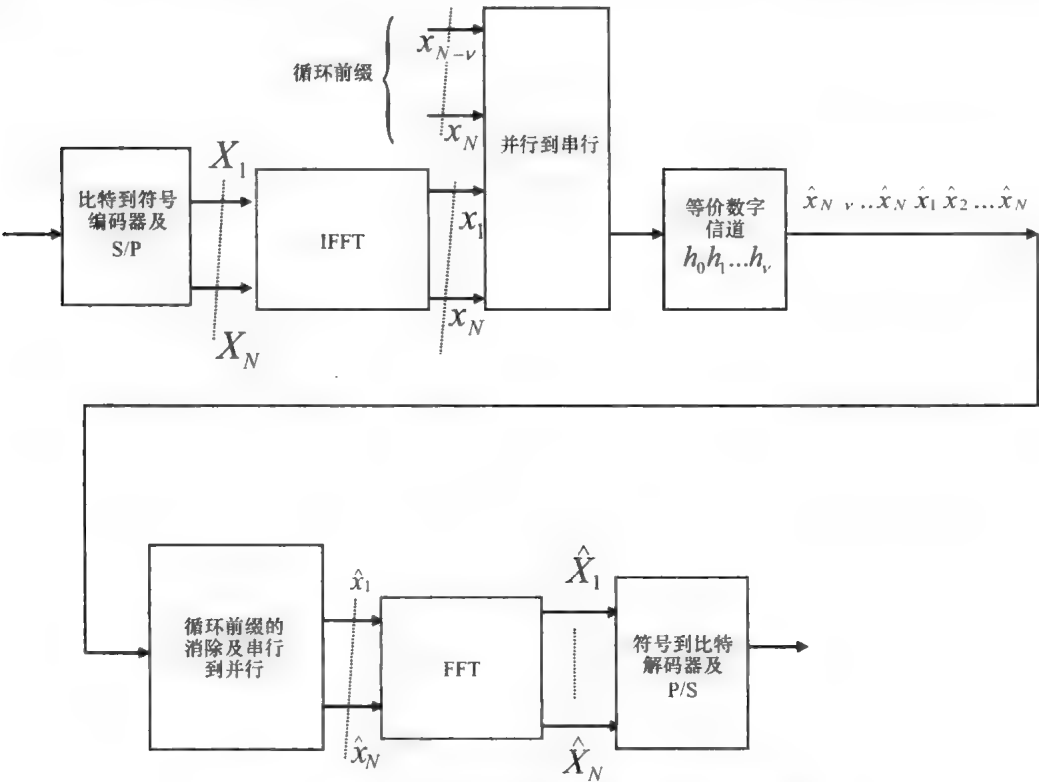 循环前缀
x_{N-v}
x_N
并行到串行
比特到符号
编码器及
S/P
X_1
X_N
IFFT
x_1
x_N
等价数字
信道
h_0h_1...h_v
x̂_{N v}..x̂_N x̂_1 x̂_2...x̂_N
循环前缀的
消除及串行
到并行
x̂_1
x̂_N
FFT
X̂_1
X̂_N
符号到比特
解码器及
P/S